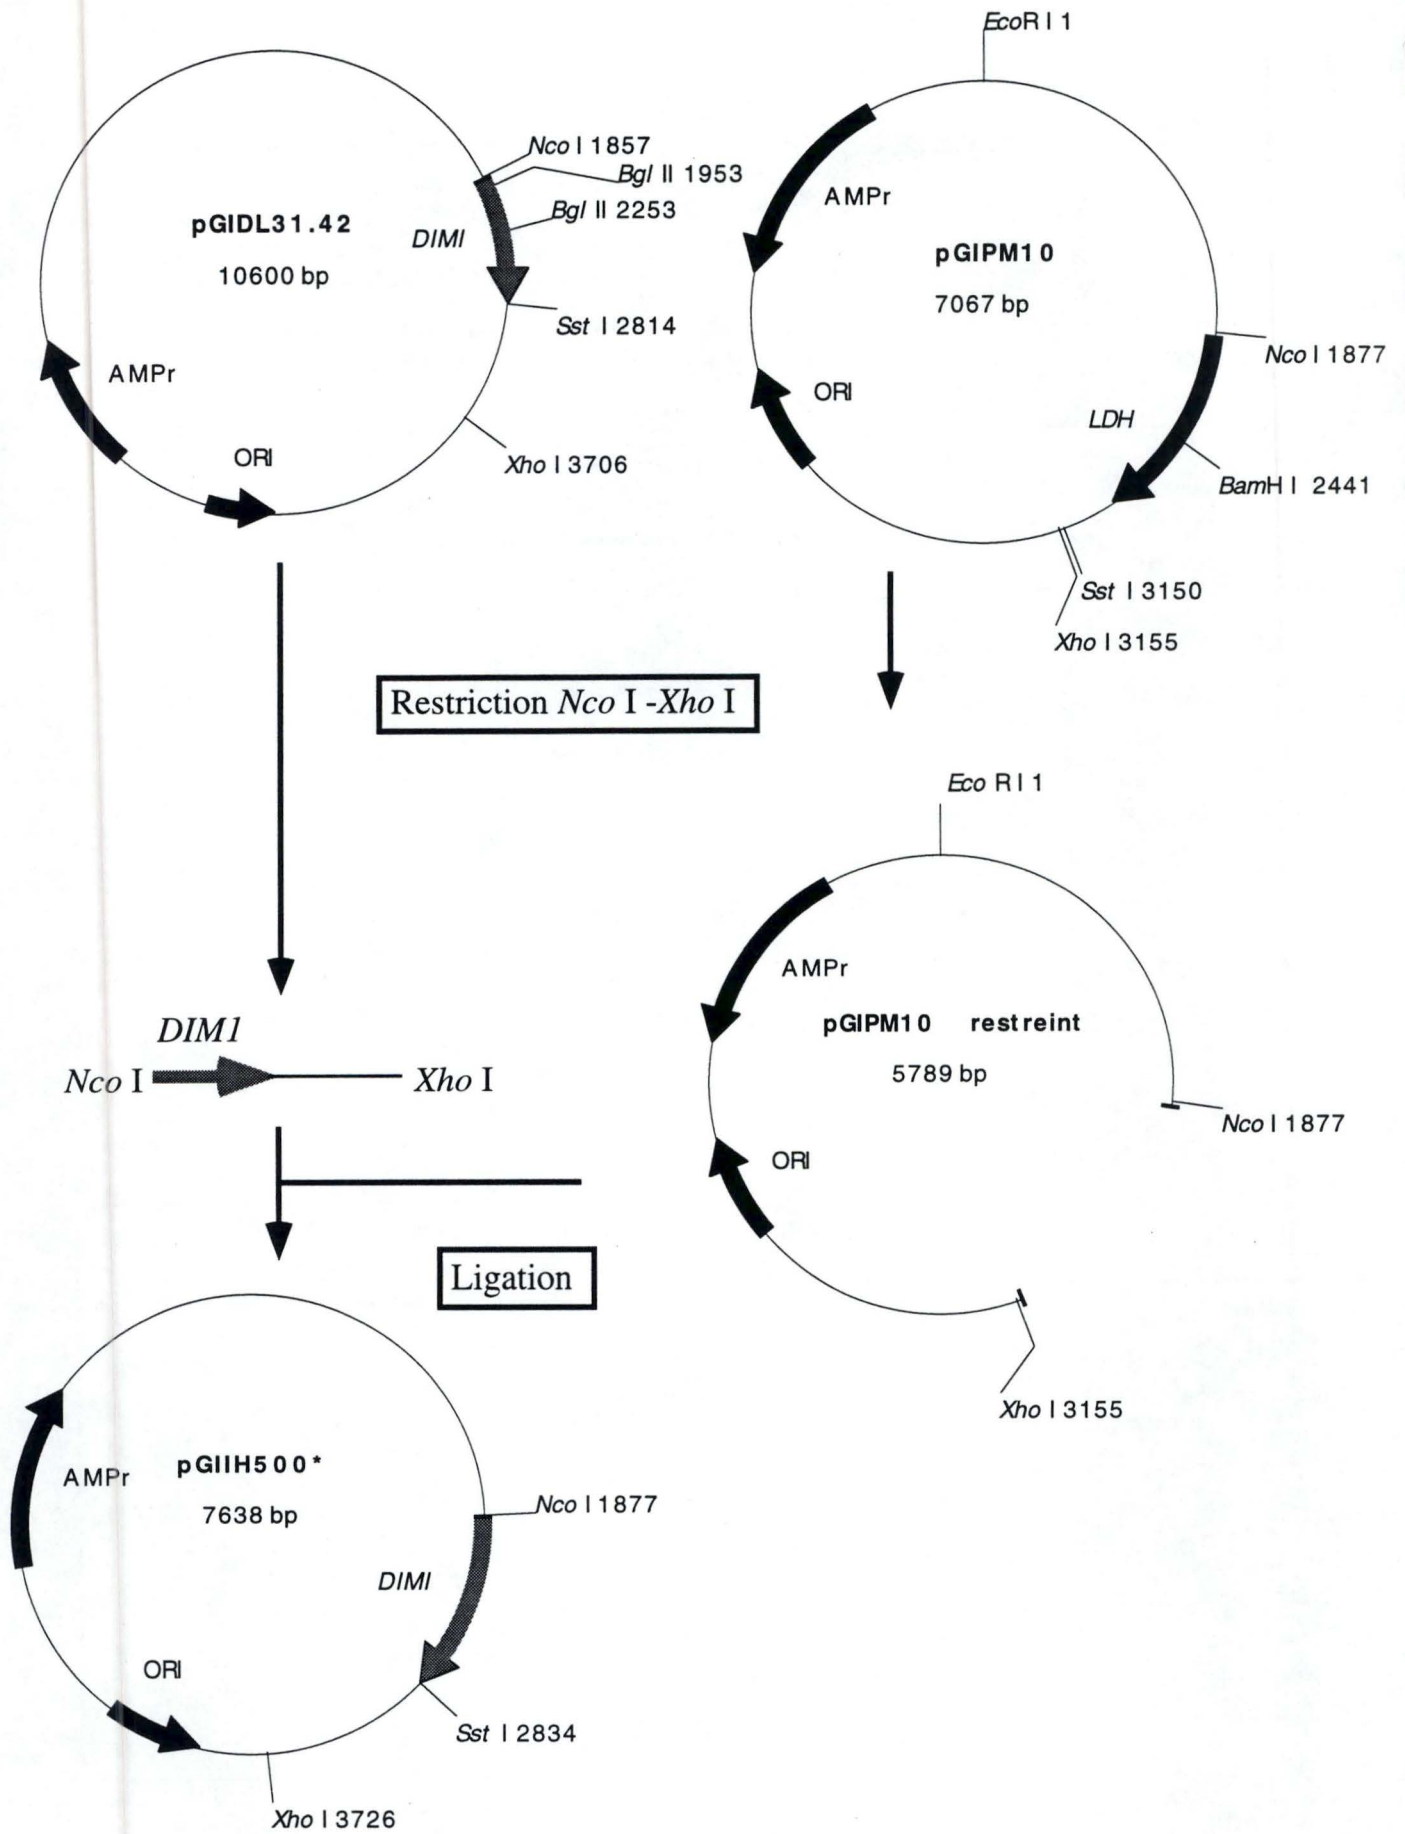 EcoR I 1
Nco I 1857
Bgl II 1953
Bgl II 2253
pGIDL31.42
10600 bp
DIMI
Sst I 2814
AMPr
ORI
Xho I 3706
AMPr
pGIPM10
7067 bp
Nco I 1877
ORI
LDH
BamH I 2441
Sst I 3150
Xho I 3155
Restriction Nco I -Xho I
Eco R I 1
AMPr
pGIPM10 restreint
5789 bp
Nco I 1877
ORI
Xho I 3155
DIM1
Nco I
Xho I
Ligation
AMPr
pGIIH500*
7638 bp
Nco I 1877
DIMI
ORI
Sst I 2834
Xho I 3726